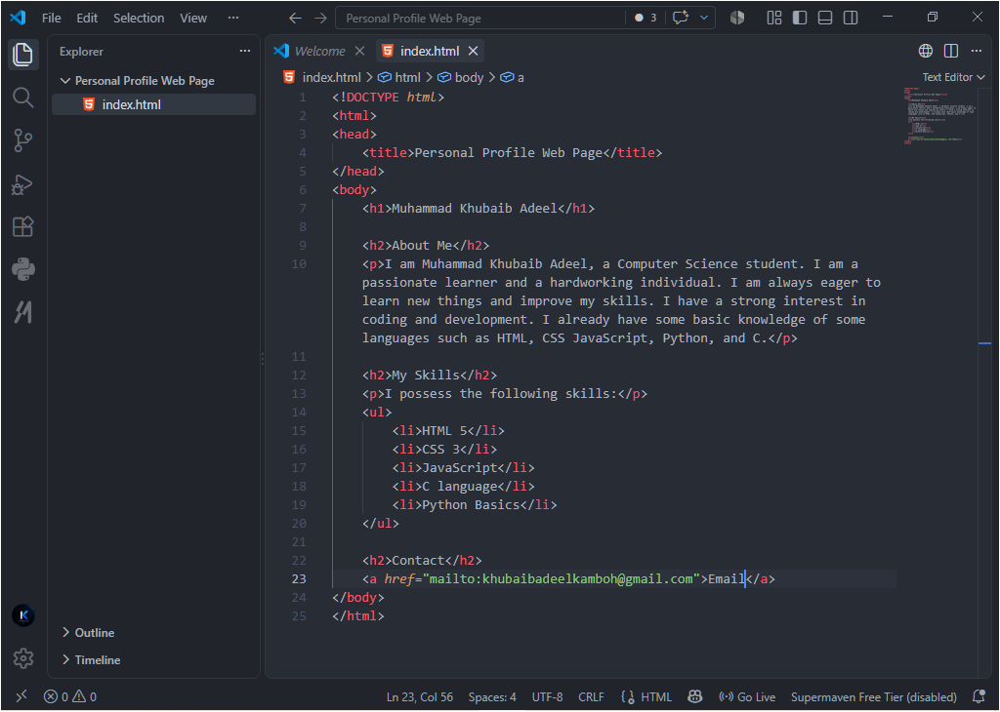 File Edit Selection View ··· Personal Profile Web Page 3
Explorer ···
Welcome index.html ···
Personal Profile Web Page
index.html
index.html > html > body > a
Text Editor
1 <!DOCTYPE html>
2 <html>
3 <head>
4 <title>Personal Profile Web Page</title>
5 </head>
6 <body>
7 <h1>Muhammad Khubaib Adeel</h1>
8
9 <h2>About Me</h2>
10 <p>I am Muhammad Khubaib Adeel, a Computer Science student. I am a
passionate learner and a hardworking individual. I am always eager to
learn new things and improve my skills. I have a strong interest in
coding and development. I already have some basic knowledge of some
languages such as HTML, CSS JavaScript, Python, and C.</p>
11
12 <h2>My Skills</h2>
13 <p>I possess the following skills:</p>
14 <ul>
15 <li>HTML 5</li>
16 <li>CSS 3</li>
17 <li>JavaScript</li>
18 <li>C language</li>
19 <li>Python Basics</li>
20 </ul>
21
22 <h2>Contact</h2>
23 <a href="mailto:khubaibadeelkamboh@gmail.com">Email</a>
24 </body>
25 </html>
K
Outline
Timeline
0 0 Ln 23, Col 56 Spaces: 4 UTF-8 CRLF {} HTML Go Live Supermaven Free Tier (disabled)